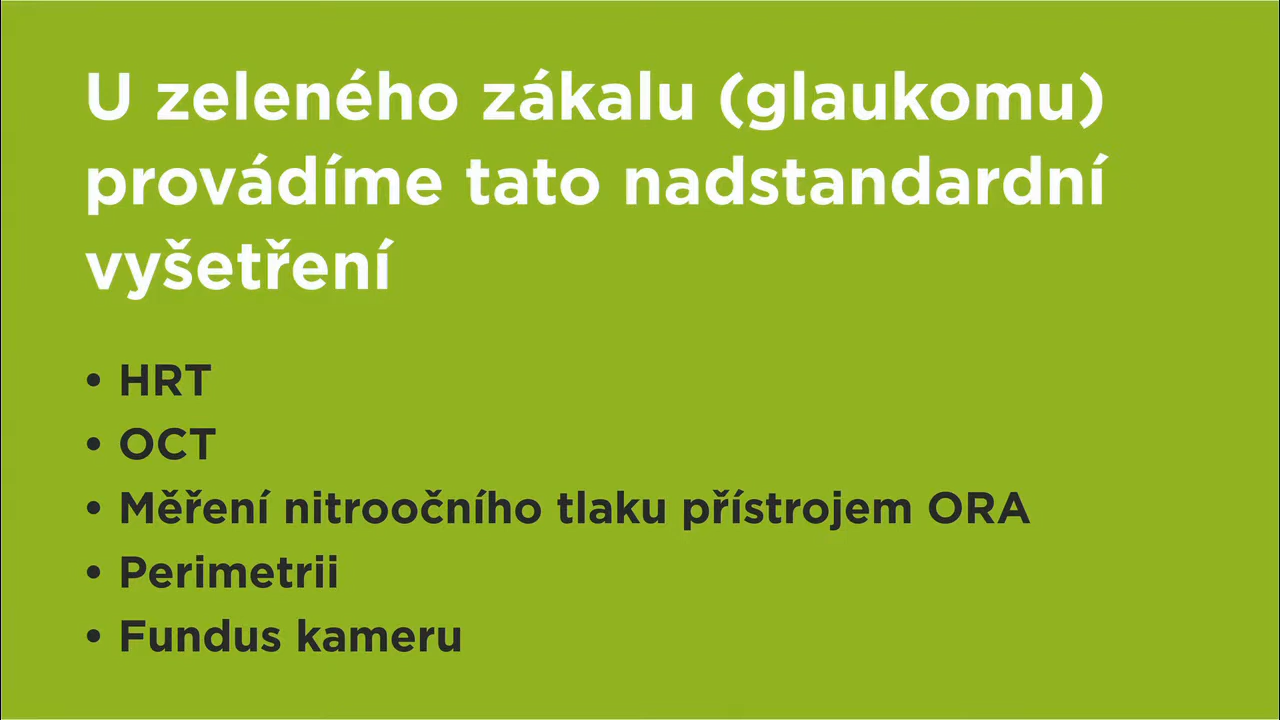 U zeleného zákalu (glaukomu)
provádíme tato nadstandardní
vyšetření
• HRT
• OCT
• Měření nitroočního tlaku přístrojem ORA
• Perimetrii
• Fundus kameru